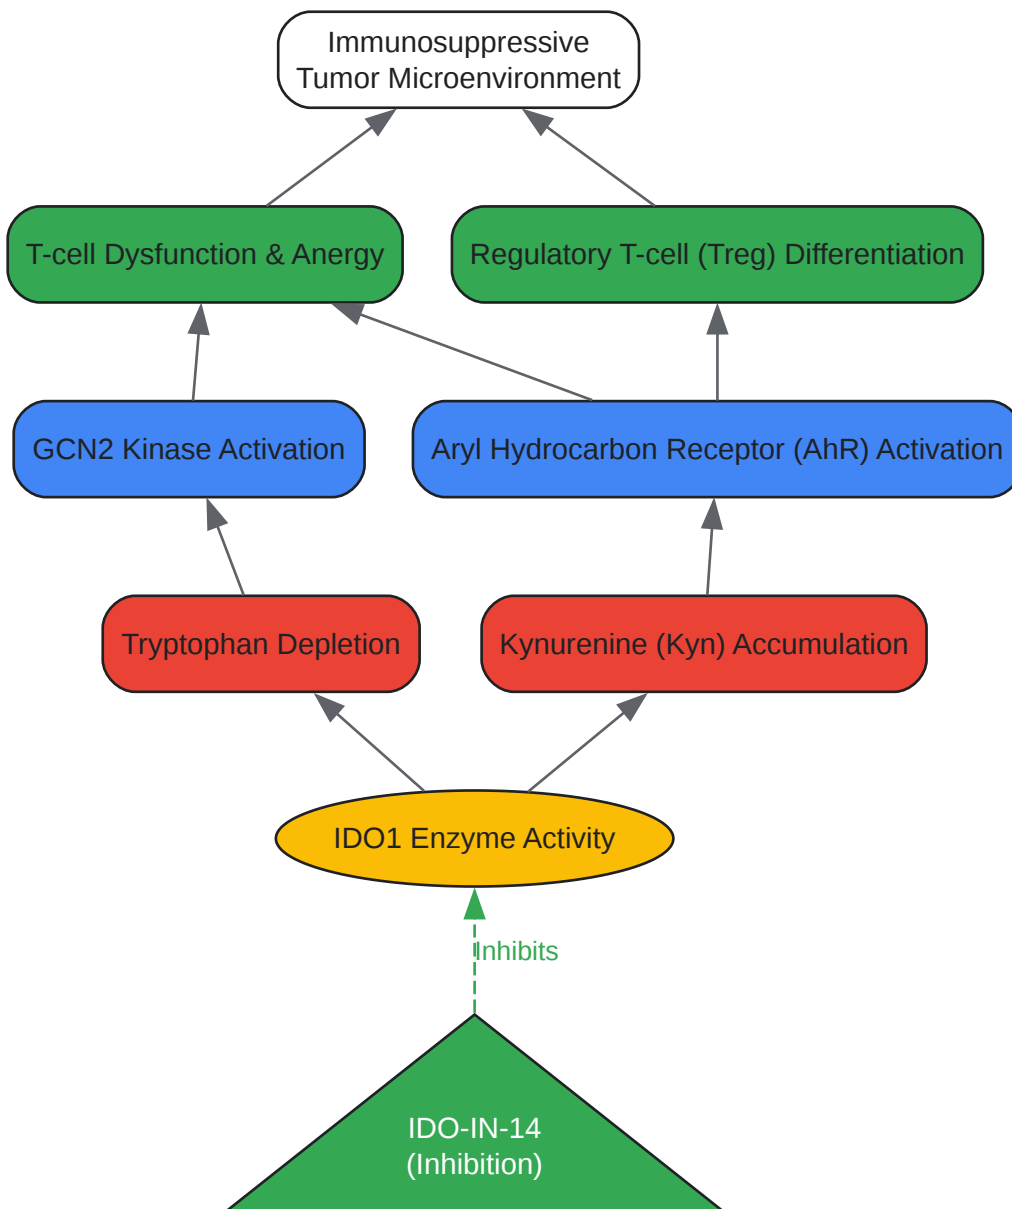 Immunosuppressive
Tumor Microenvironment
T-cell Dysfunction & Anergy
Regulatory T-cell (Treg) Differentiation
GCN2 Kinase Activation
Aryl Hydrocarbon Receptor (AhR) Activation
Tryptophan Depletion
Kynurenine (Kyn) Accumulation
IDO1 Enzyme Activity
Inhibits
IDO-IN-14
(Inhibition)